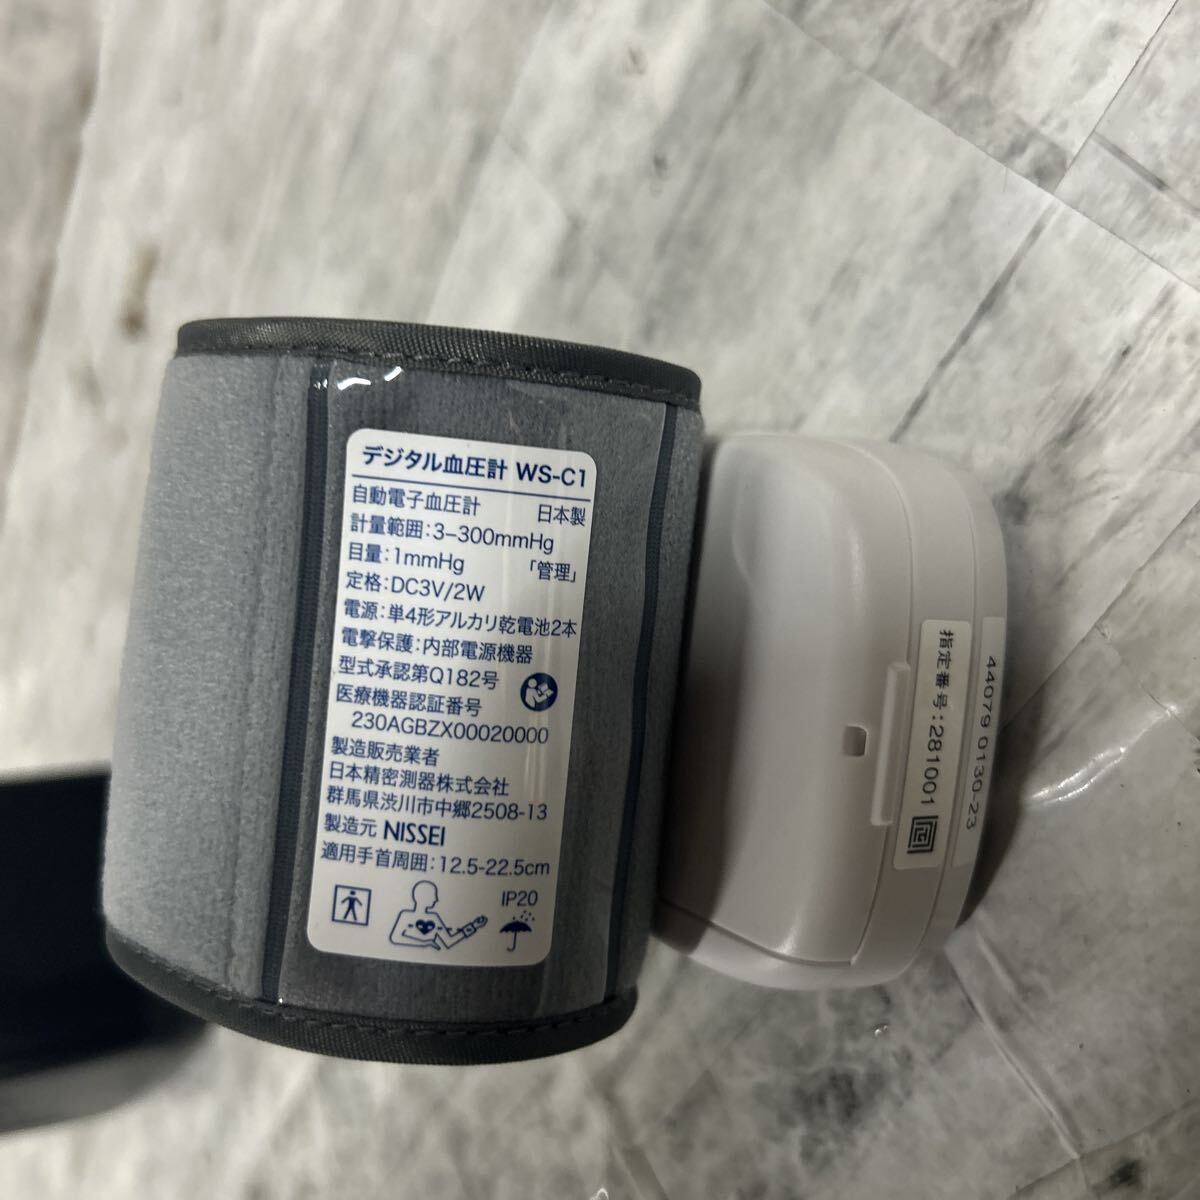 デジタル血圧計 WS-C1
自動電子血圧計 日本製
計量範囲:3–300mmHg
目量:1mmHg 「管理」
定格:DC3V/2W
電源:単4形アルカリ乾電池2本
電撃保護:内部電源機器
型式承認第Q182号
医療機器認証番号
230AGBZX00020000
製造販売業者
日本精密測器株式会社
群馬県渋川市中郷2508-13
製造元 NISSEI
適用手首周囲:12.5-22.5cm
IP20
44079 0130-23
指定番号:281001